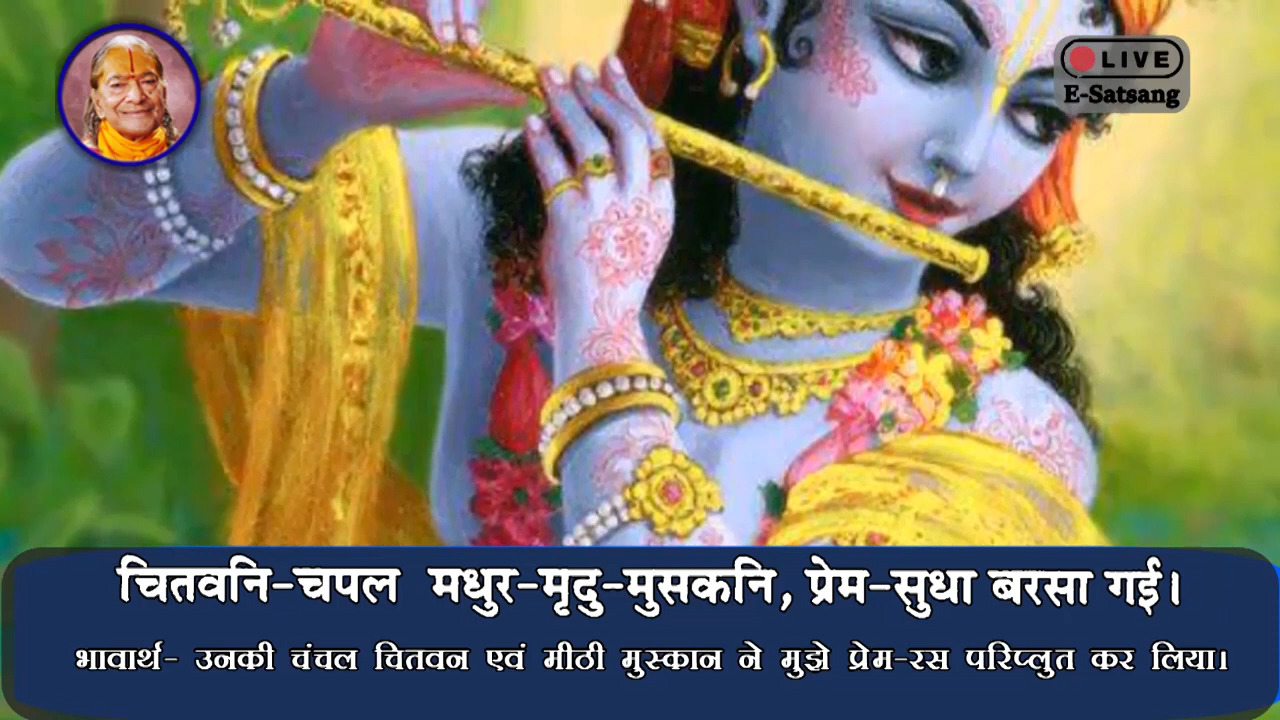 LIVE
E-Satsang
चितवनि-चपल मधुर-मृदु-मुसकनि, प्रेम-सुधा बरसा गई।
भावार्थ- उनकी चंचल चितवन एवं मीठी मुस्कान ने मुझे प्रेम-रस परिप्लुत कर लिया।